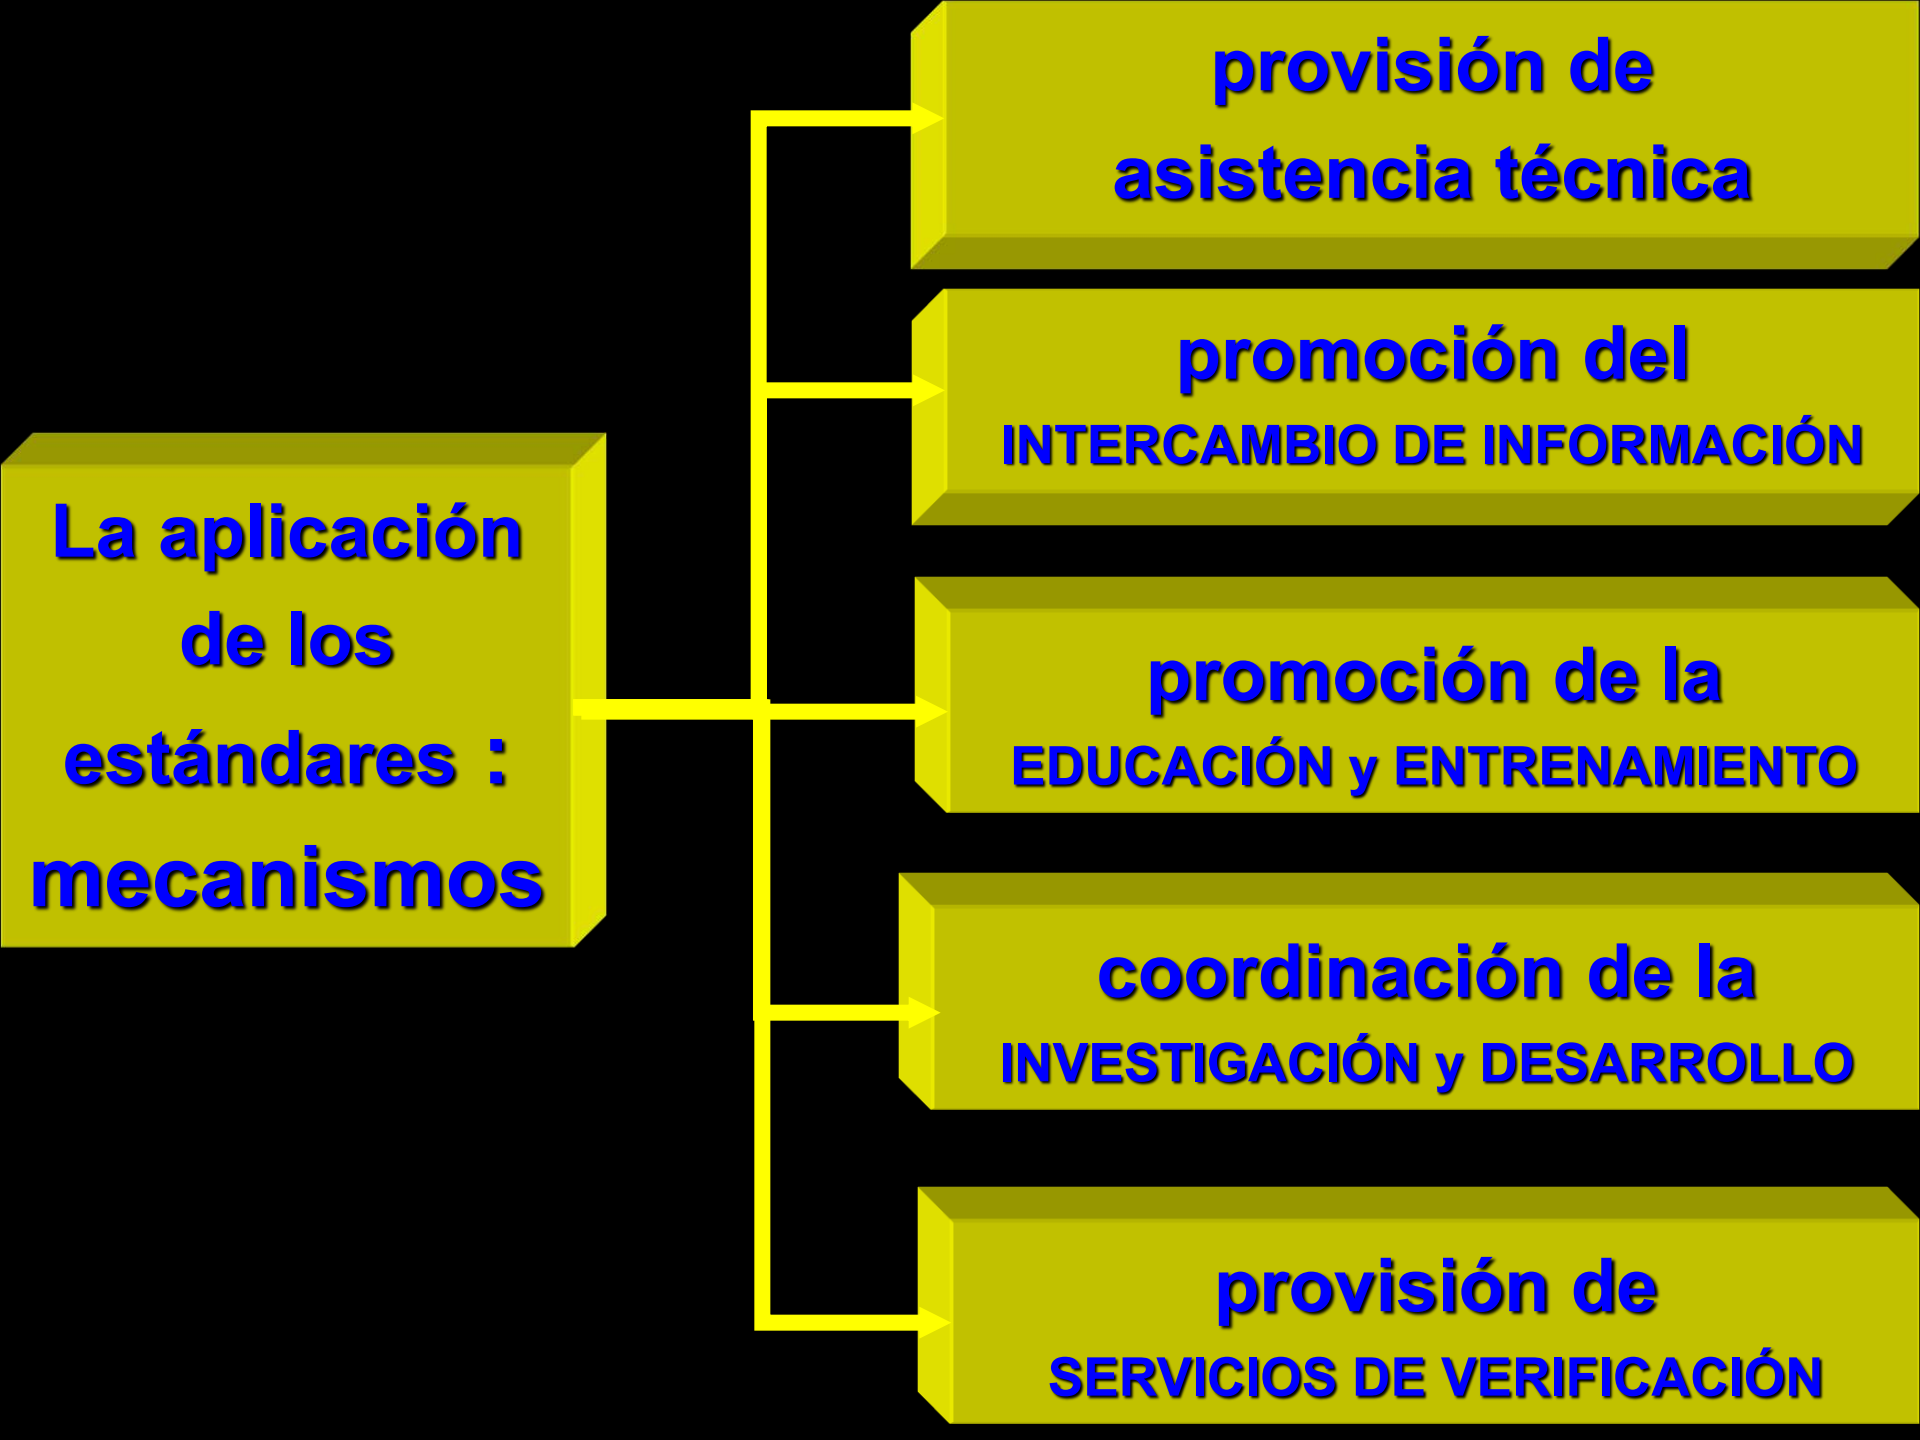 La aplicación
de los
estándares :
mecanismos
provisión de
asistencia técnica
promoción del
INTERCAMBIO DE INFORMACIÓN
promoción de la
EDUCACIÓN y ENTRENAMIENTO
coordinación de la
INVESTIGACIÓN y DESARROLLO
provisión de
SERVICIOS DE VERIFICACIÓN